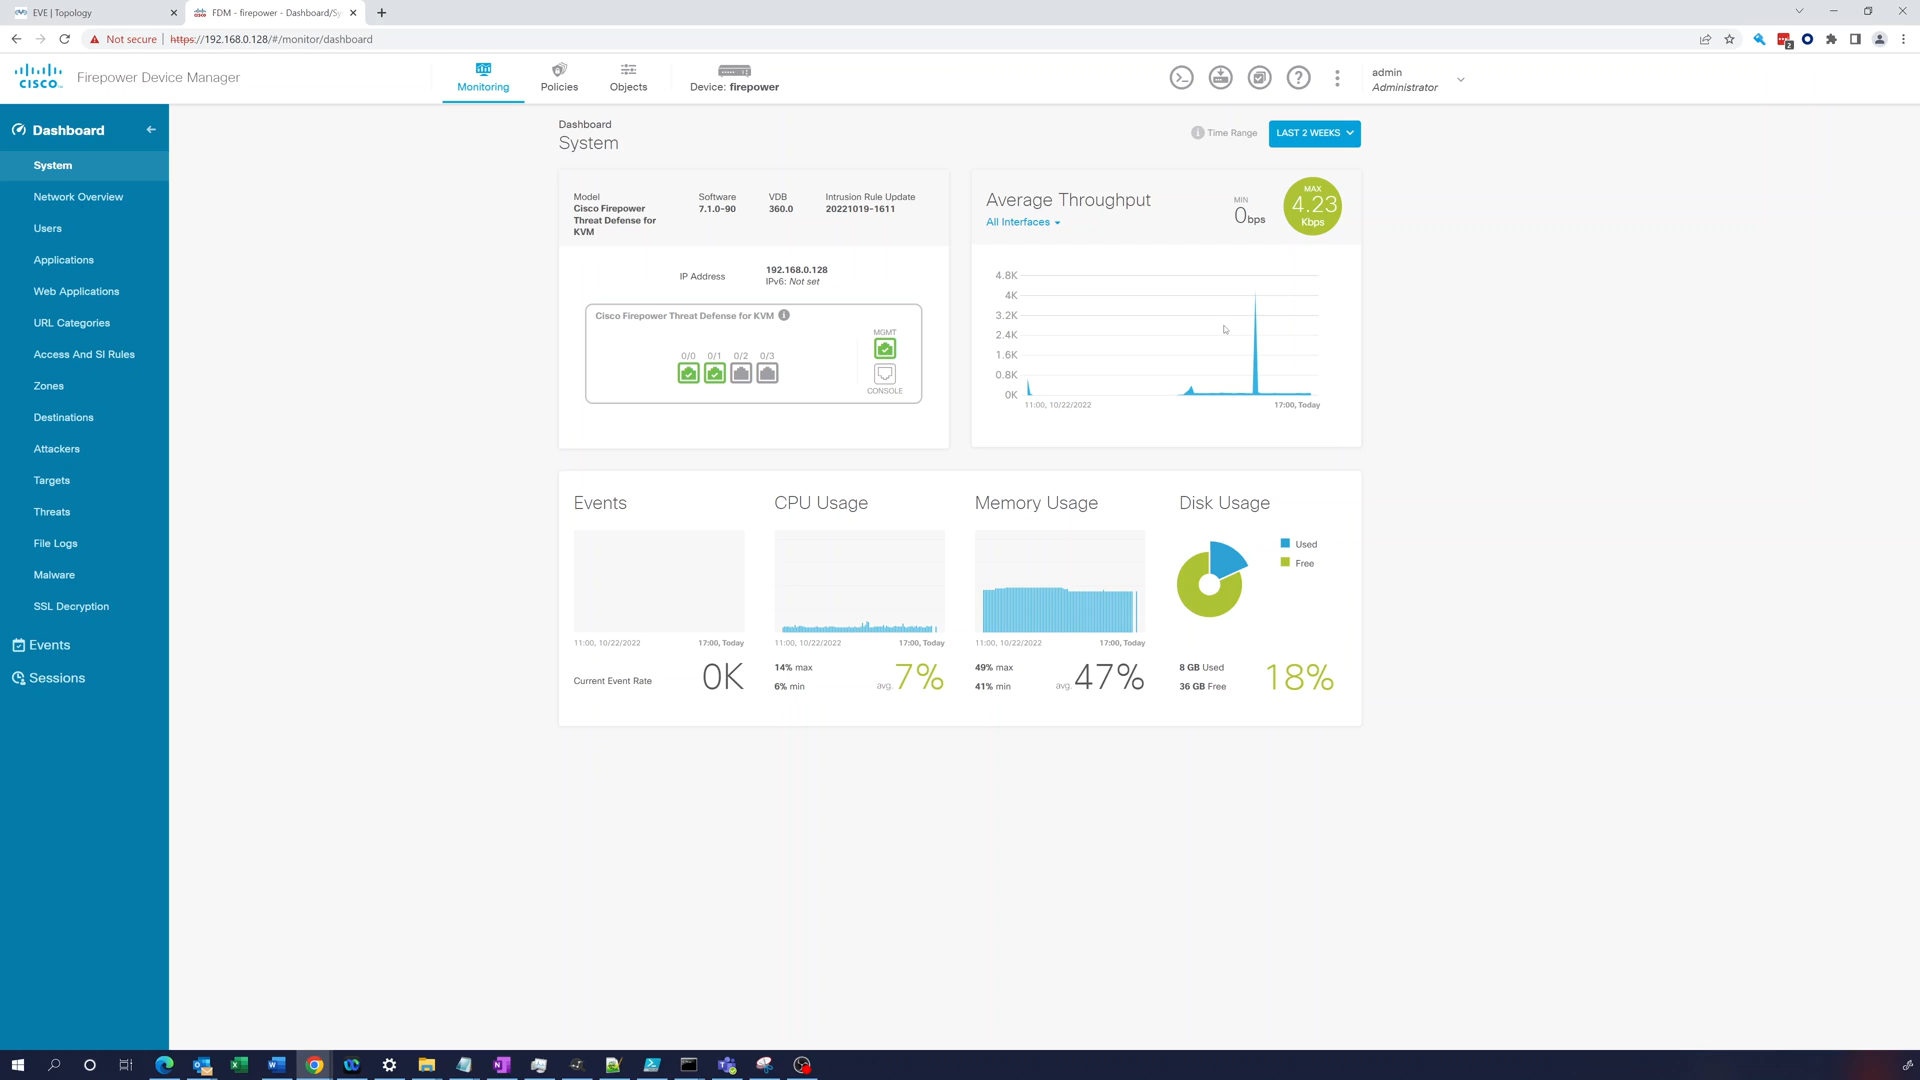 EVE | Topology
FDM - firepower - Dashboard/Sy
Not secure | https://192.168.0.128/#/monitor/dashboard
2
CISCO
Firepower Device Manager
Monitoring
Policies
Objects
Device: firepower
admin
Administrator
Dashboard
System
Network Overview
Users
Applications
Web Applications
URL Categories
Access And SI Rules
Zones
Destinations
Attackers
Targets
Threats
File Logs
Malware
SSL Decryption
Events
Sessions
Dashboard
System
Time Range
LAST 2 WEEKS
Model
Cisco Firepower
Threat Defense for
KVM
Software
7.1.0-90
VDB
360.0
Intrusion Rule Update
20221019-1611
IP Address
192.168.0.128
IPv6: Not set
Cisco Firepower Threat Defense for KVM
0/0 0/1 0/2 0/3
MGMT
CONSOLE
Average Throughput
All Interfaces
MIN
0bps
MAX
4.23
Kbps
4.8K
4K
3.2K
2.4K
1.6K
0.8K
0K
11:00, 10/22/2022
17:00, Today
Events
11:00, 10/22/2022
17:00, Today
Current Event Rate
0K
CPU Usage
11:00, 10/22/2022
17:00, Today
14% max
6% min
avg. 7%
Memory Usage
11:00, 10/22/2022
17:00, Today
49% max
41% min
avg. 47%
Disk Usage
Used
Free
8 GB Used
36 GB Free
18%